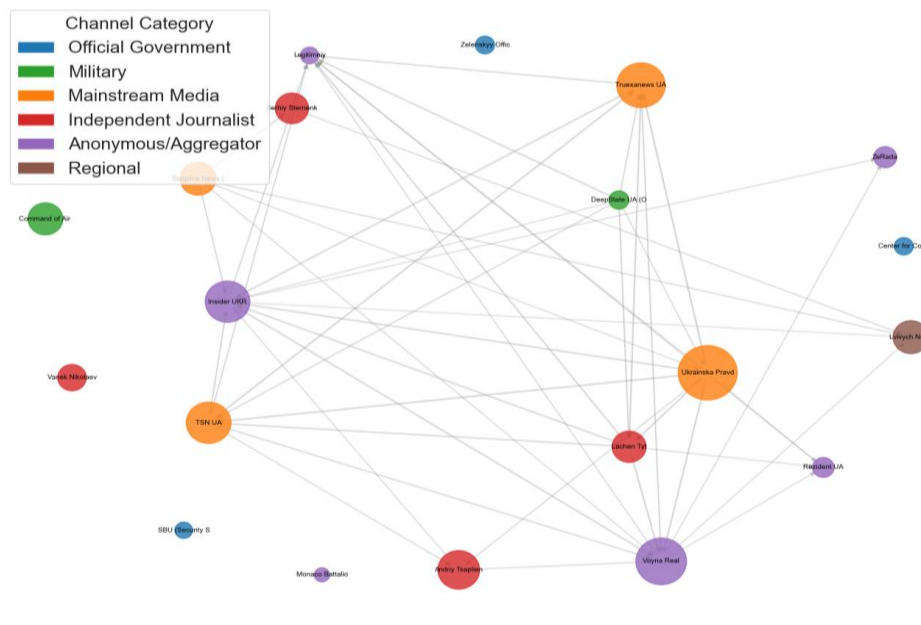 Channel Category
Official Government
Military
Mainstream Media
Independent Journalist
Anonymous/Aggregator
Regional
Legitimniy
Zelenskyy Offic
Truexanews UA
Sternenk
ZeRada
DeepState UA (O
Command of Air
Center for Co
Insider UKR
Ukrainska Pravd
Vanek Nikolaev
TSN UA
Lachen Tyt
Rezident UA
SBU (Security S
Voyna Real
Andriy Tsaplien
Monaco Battalio